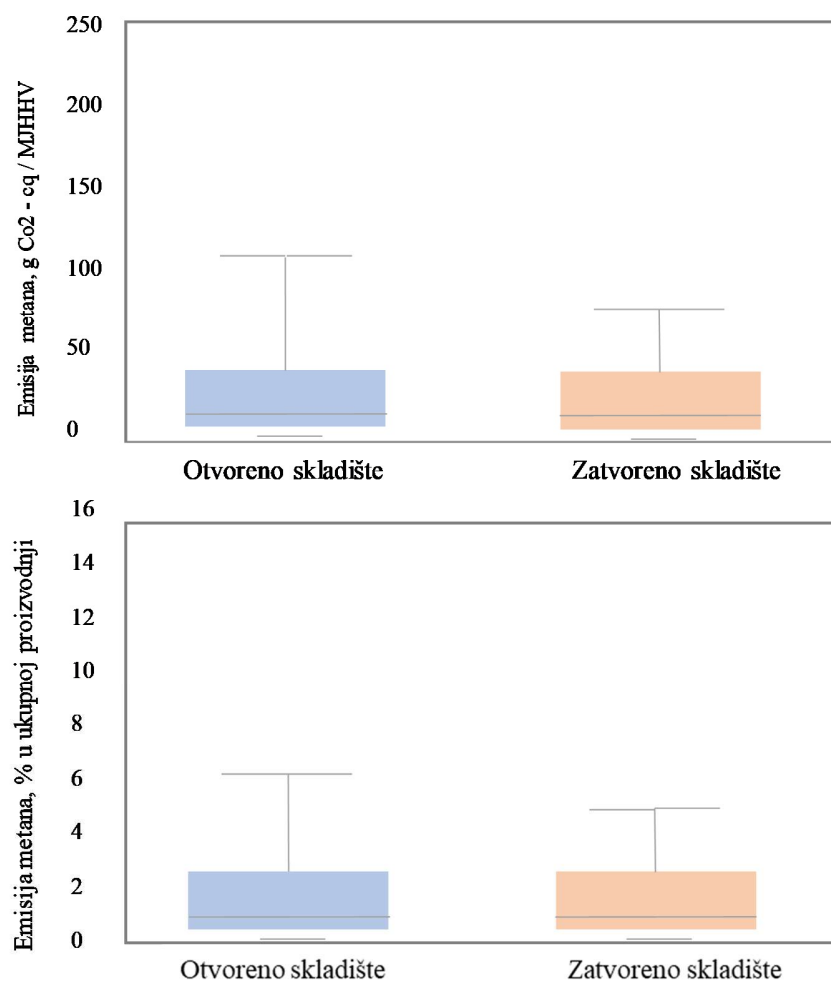 Emisija metana, g Co2 - cq / MJHHV
250
200
150
100
50
0
Otvoreno skladište
Zatvoreno skladište
Emisija metana, % u ukupnoj proizvodnji
16
14
12
10
8
6
4
2
0
Otvoreno skladište
Zatvoreno skladište